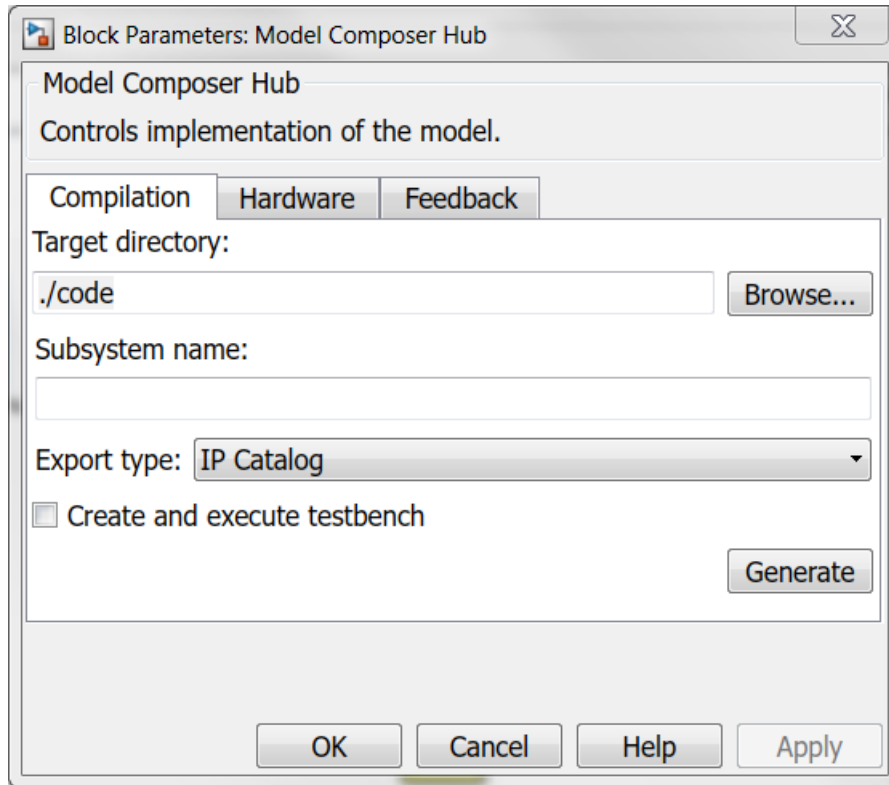 Block Parameters: Model Composer Hub
Model Composer Hub
Controls implementation of the model.
Compilation Hardware Feedback
Target directory:
./code Browse...
Subsystem name:
Export type: IP Catalog
Create and execute testbench
Generate
OK Cancel Help Apply